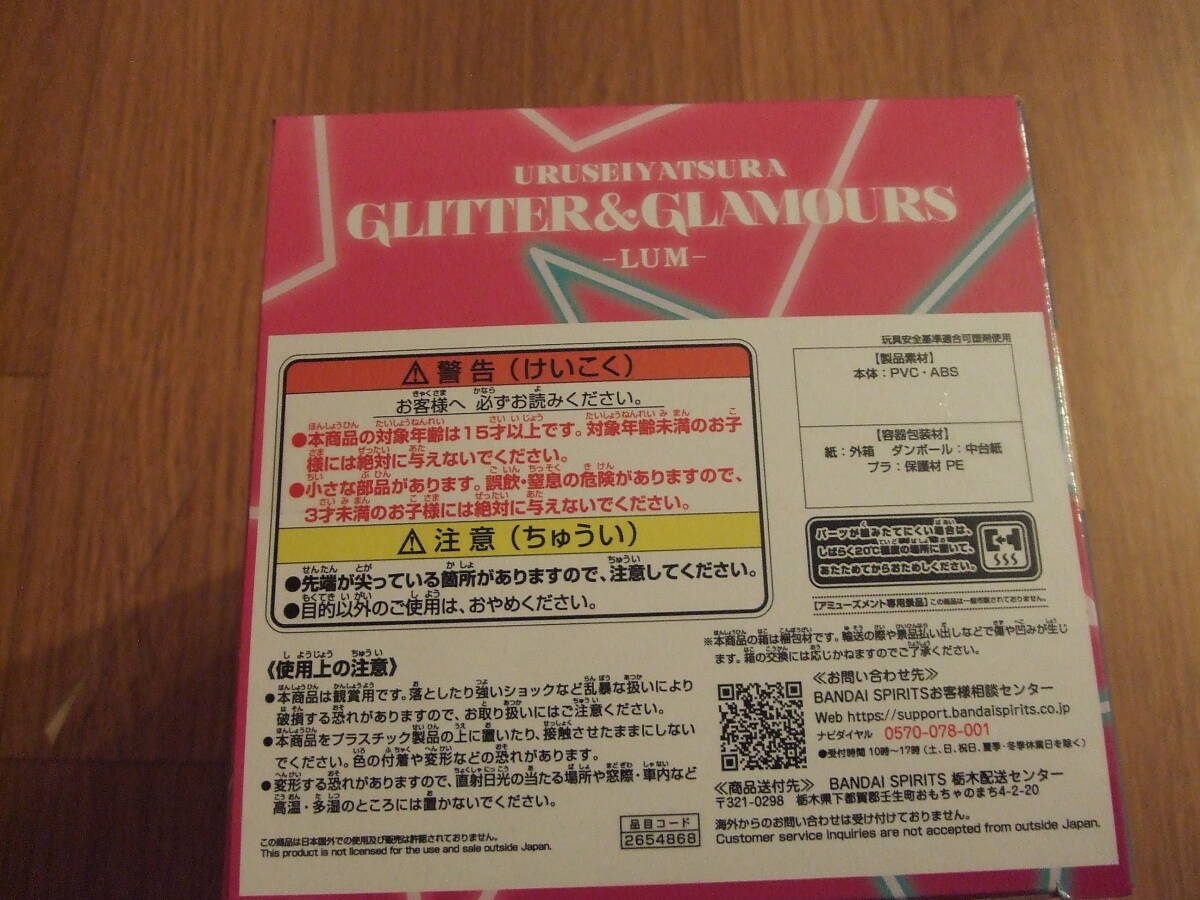 URUSEIYATSURA
GLITTER&GLAMOURS
-LUM-
⚠ 警告（けいこく）
お客様へ 必ずお読みください。
●本商品の対象年齢は15才以上です。対象年齢未満のお子
様には絶対に与えないでください。
●小さな部品があります。誤飲・窒息の危険がありますので、
3才未満のお子様には絶対に与えないでください。
⚠ 注意（ちゅうい）
●先端が尖っている箇所がありますので、注意してください。
●目的以外のご使用は、おやめください。
《使用上の注意》
●本商品は観賞用です。落としたり強いショックなど乱暴な扱いにより
破損する恐れがありますので、お取り扱いにはご注意ください。
●本商品をプラスチック製品の上に置いたり、接触させたままにしない
でください。色の付着や変形などの恐れがあります。
●変形する恐れがありますので、直射日光の当たる場所や窓際・車内など
高温・多湿のところには置かないでください。
この商品は日本国外での使用及び販売は許諾されておりません。
This product is not licensed for the use and sale outside Japan.
品目コード
2654868
玩具安全基準適合可塑剤使用
【製品素材】
本体：PVC・ABS
【容器包装材】
紙：外箱 ダンボール：中台紙
プラ：保護材 PE
パーツが組みたてにくい場合は、
しばらく20℃程度の場所に置いて、
あたためてからおためしください。
【アミューズメント専用景品】この商品は一般市販されておりません。
※本商品の箱は梱包材です。輸送の際や景品払い出しなどで傷や凹みが生じ
ます。箱の交換には応じかねますのでご了承ください。
≪お問い合わせ先≫
BANDAI SPIRITSお客様相談センター
Web https://support.bandaispirits.co.jp
ナビダイヤル 0570-078-001
●受付時間 10時～17時（土、日、祝日、夏季・冬季休業日を除く）
≪商品送付先≫ BANDAI SPIRITS 栃木配送センター
〒321-0298 栃木県下都賀郡壬生町おもちゃのまち4-2-20
海外からのお問い合わせは受け付けておりません。
Customer service inquiries are not accepted from outside Japan.